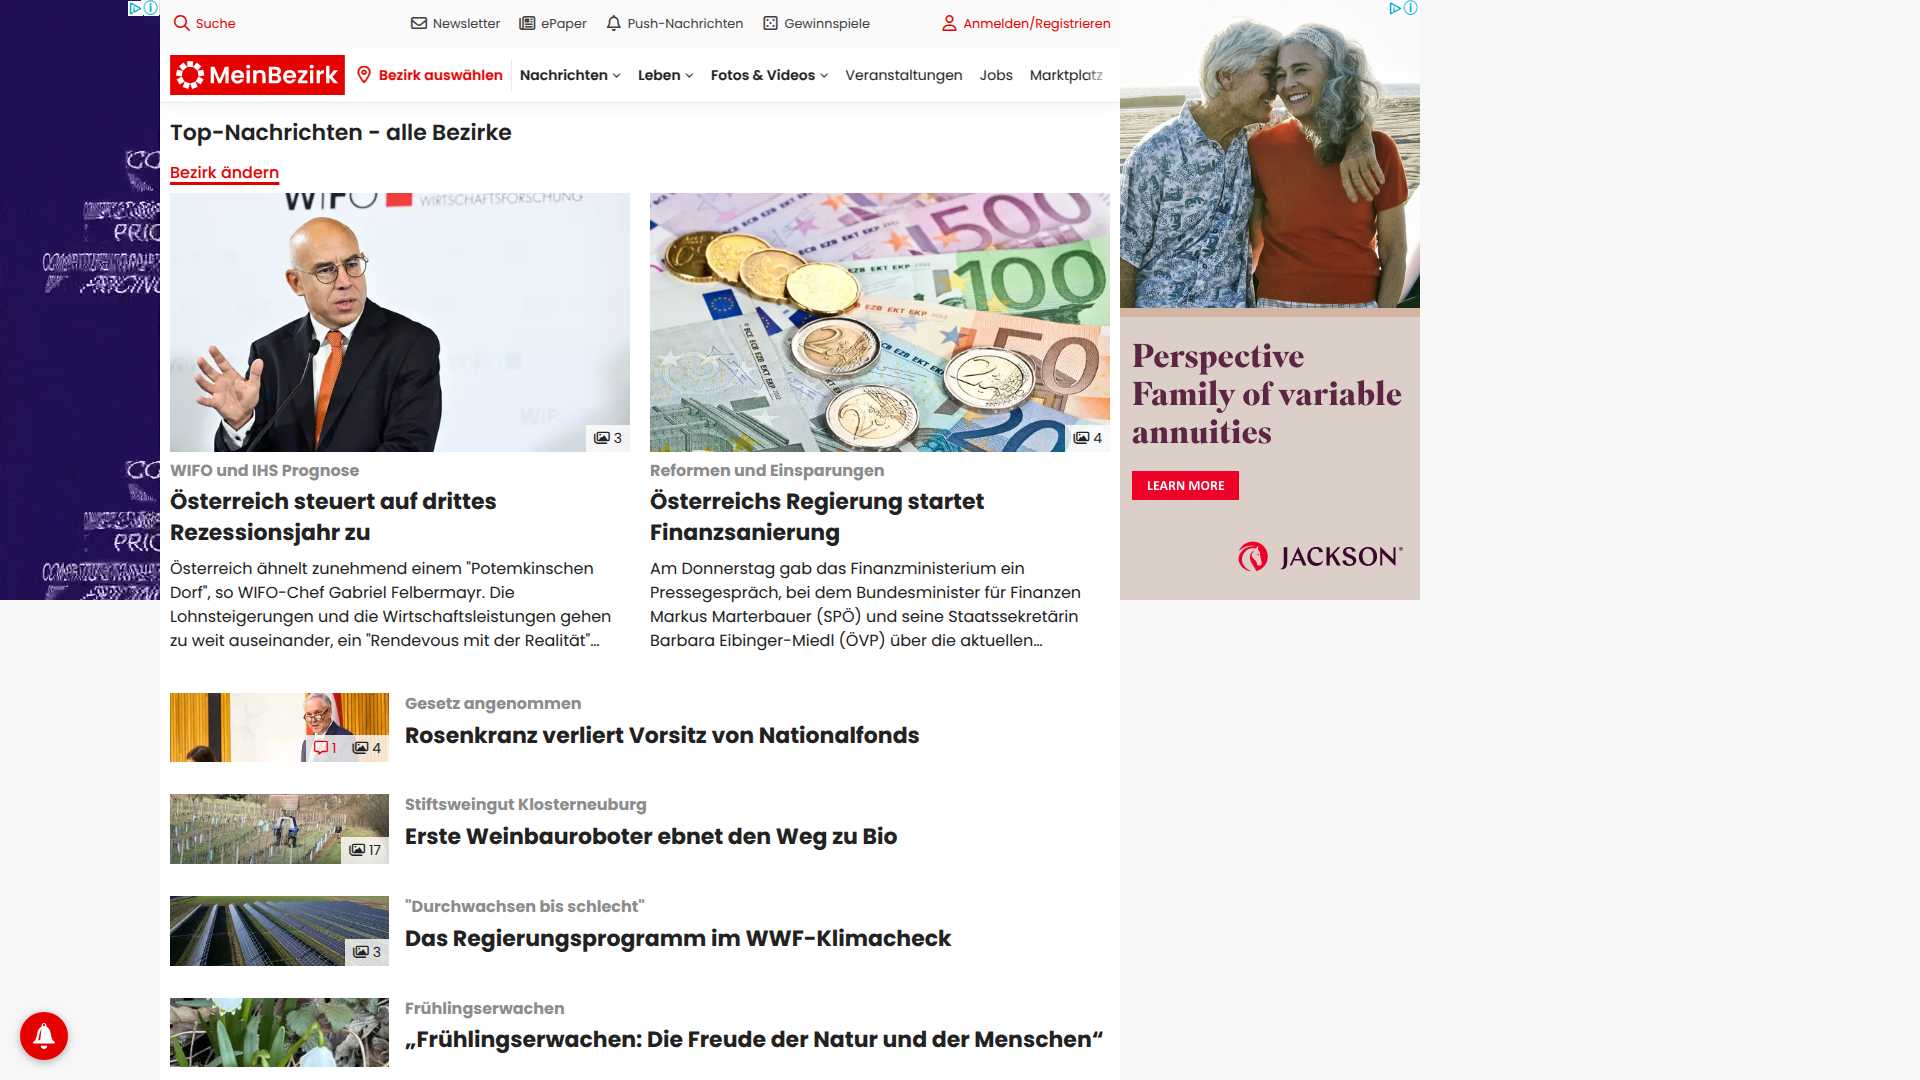 Suche
Newsletter
ePaper
Push-Nachrichten
Gewinnspiele
Anmelden/Registrieren
MeinBezirk
Bezirk auswählen
Nachrichten
Leben
Fotos & Videos
Veranstaltungen
Jobs
Marktplatz
Top-Nachrichten - alle Bezirke
Bezirk ändern
WIFO
WIRTSCHAFTSFORSCHUNG
3
WIFO und IHS Prognose
Österreich steuert auf drittes
Rezessionsjahr zu
Österreich ähnelt zunehmend einem "Potemkinschen
Dorf", so WIFO-Chef Gabriel Felbermayr. Die
Lohnsteigerungen und die Wirtschaftsleistungen gehen
zu weit auseinander, ein "Rendevous mit der Realität"...
4
Reformen und Einsparungen
Österreichs Regierung startet
Finanzsanierung
Am Donnerstag gab das Finanzministerium ein
Pressegespräch, bei dem Bundesminister für Finanzen
Markus Marterbauer (SPÖ) und seine Staatssekretärin
Barbara Eibinger-Miedl (ÖVP) über die aktuellen...
1 4
Gesetz angenommen
Rosenkranz verliert Vorsitz von Nationalfonds
17
Stiftsweingut Klosterneuburg
Erste Weinbauroboter ebnet den Weg zu Bio
3
"Durchwachsen bis schlecht"
Das Regierungsprogramm im WWF-Klimacheck
Frühlingserwachen
„Frühlingserwachen: Die Freude der Natur und der Menschen“
Perspective
Family of variable
annuities
LEARN MORE
JACKSON®